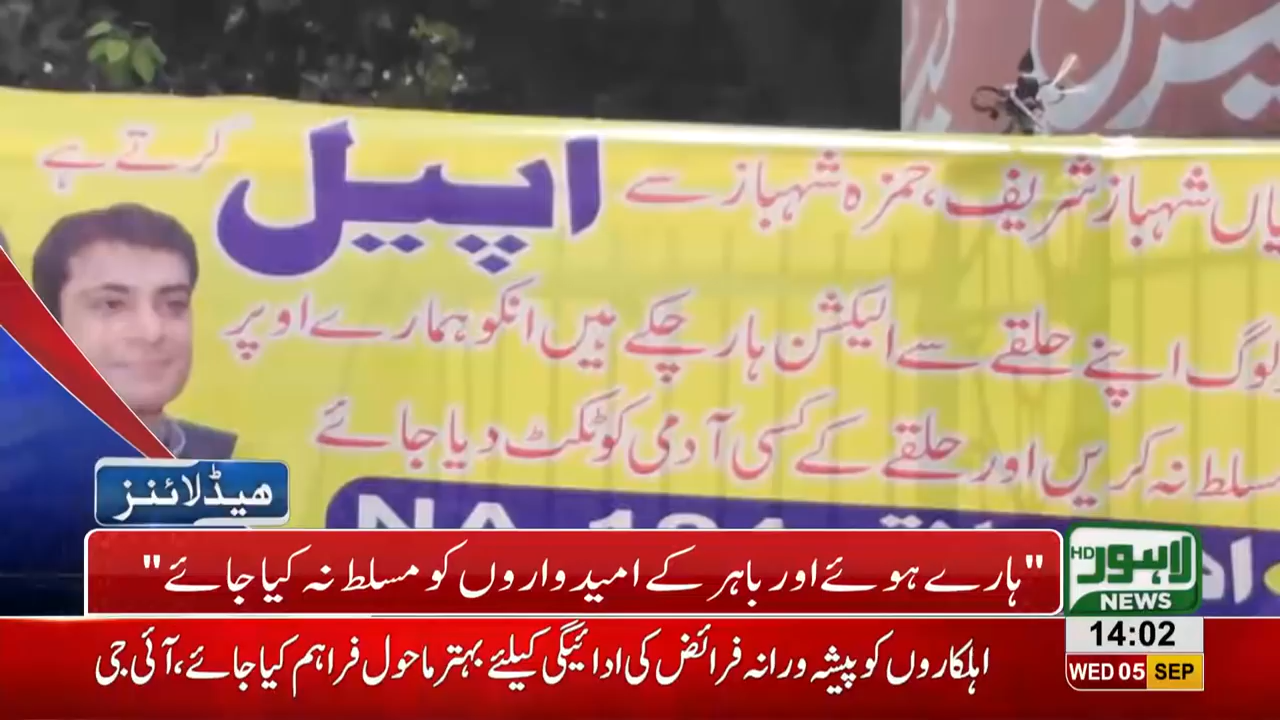 میاں شہباز شریف، حمزہ شہباز سے اپیل کرتے ہے
لوگ اپنے حلقے سے الیکشن ہار چکے ہیں انکو ہمارے اوپر
مسلط نہ کریں اور حلقے کے کسی آدمی کو ٹکٹ دیا جائے
NA
ھیڈلائنز
"ہارے ہوئے اور باہر کے امیدواروں کو مسلط نہ کیا جائے"
HD لاہور
NEWS
14:02
اہلکاروں کو پیشہ ورانہ فرائض کی ادائیگی کیلئے بہتر ماحول فراہم کیا جائے، آئی جی
WED 05 SEP